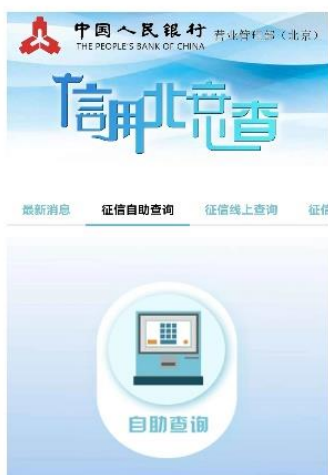 中国人民银行 营业管理部（北京）
THE PEOPLE'S BANK OF CHINA
信用北京查
最新消息 征信自助查询 征信线上查询 征信
自助查询